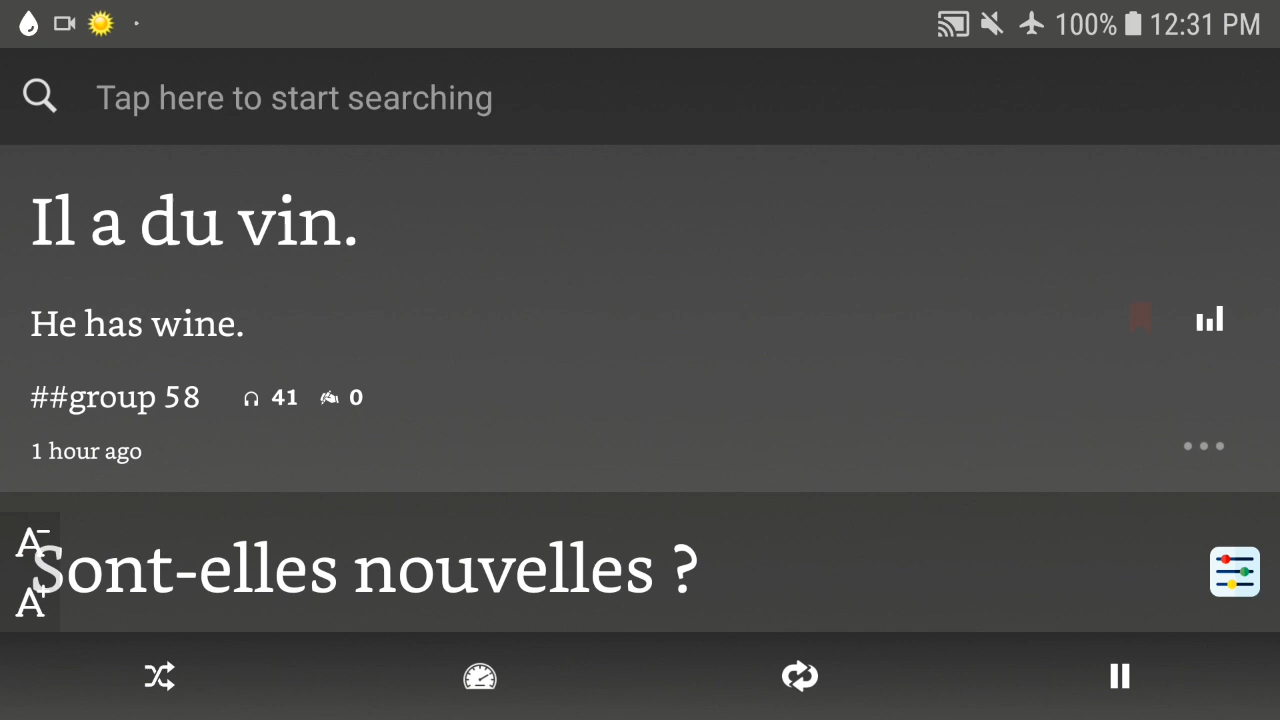 100% 12:31 PM
Tap here to start searching
Il a du vin.
He has wine.
##group 58 41 0
1 hour ago
A-
Sont-elles nouvelles ?
A+